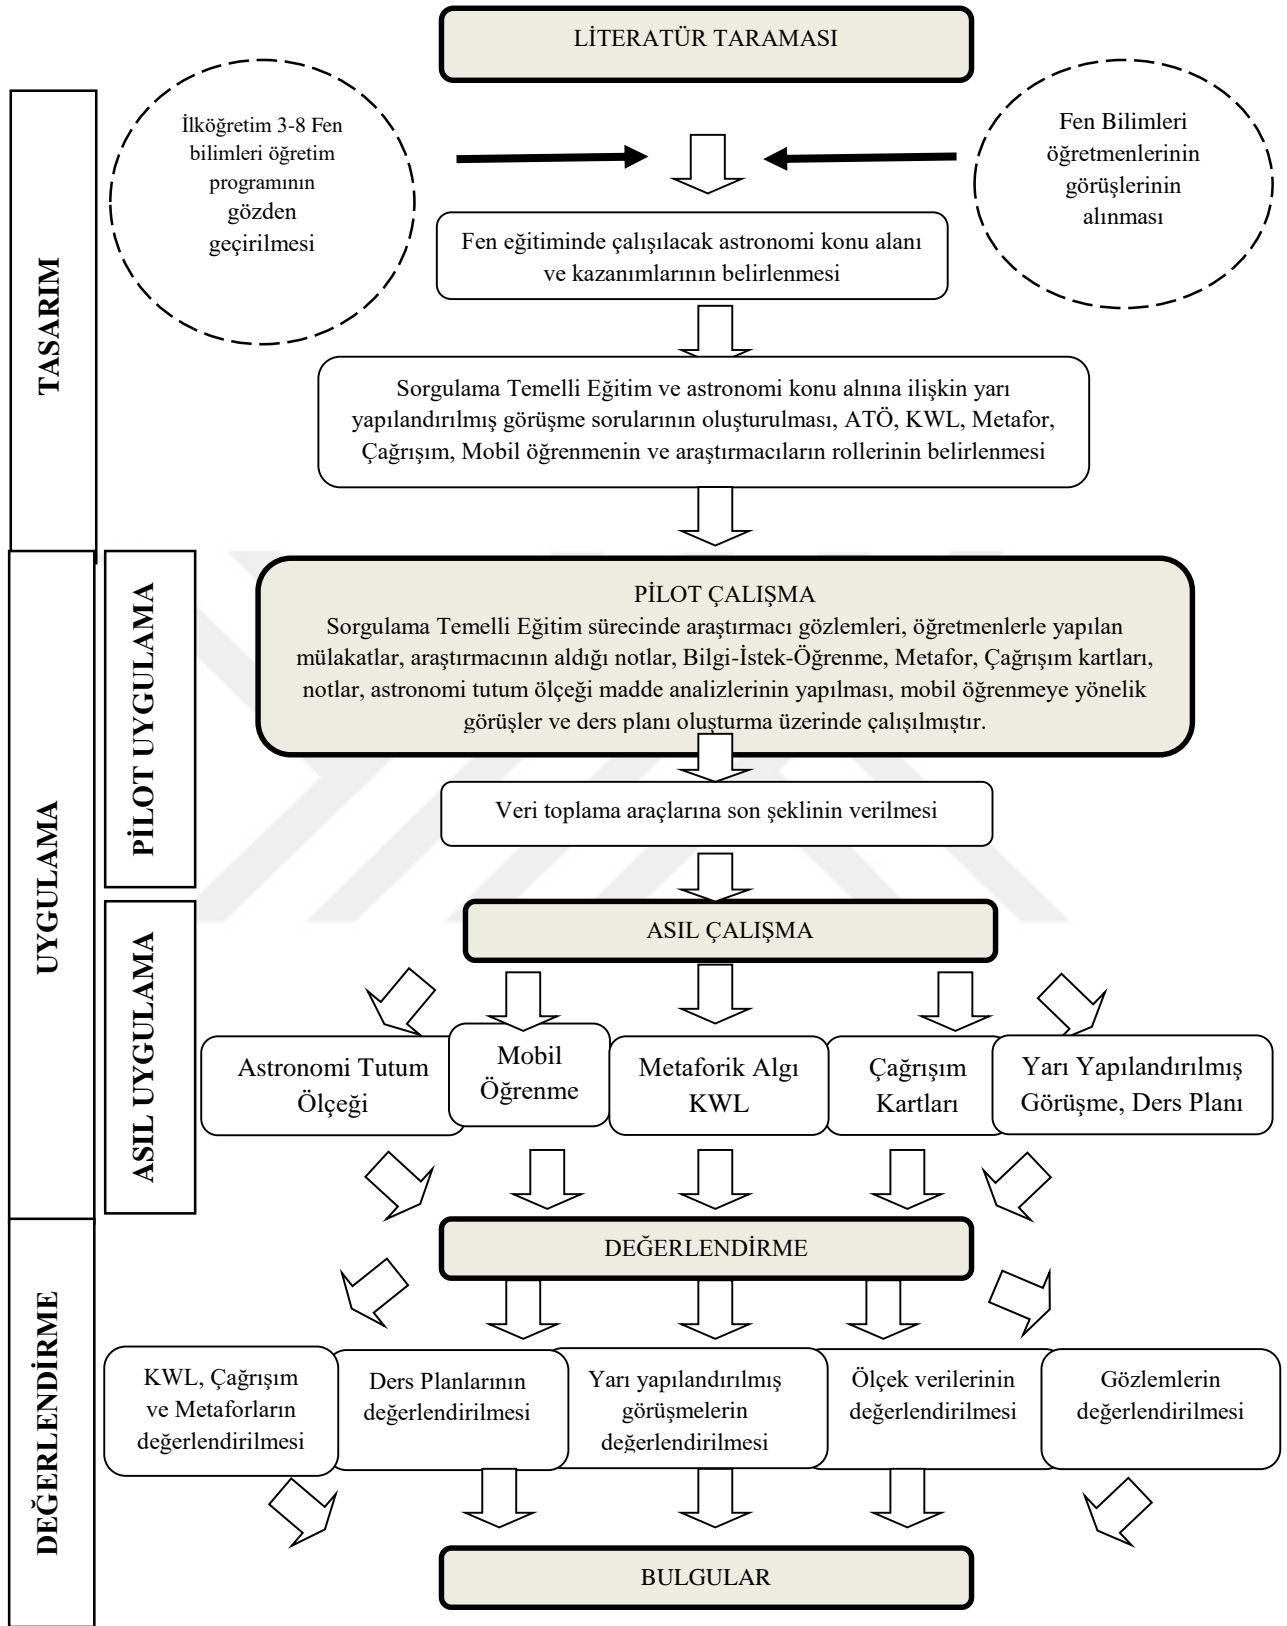 LİTERATÜR TARAMASI
TASARIM
İlköğretim 3-8 Fen
bilimleri öğretim
programının
gözden
geçirilmesi
Fen Bilimleri
öğretmenlerinin
görüşlerinin
alınması
Fen eğitiminde çalışılacak astronomi konu alanı
ve kazanımlarının belirlenmesi
Sorgulama Temelli Eğitim ve astronomi konu alnına ilişkin yarı
yapılandırılmış görüşme sorularının oluşturulması, ATÖ, KWL, Metafor,
Çağrışım, Mobil öğrenmenin ve araştırmacıların rollerinin belirlenmesi
UYGULAMA
PİLOT UYGULAMA
PİLOT ÇALIŞMA
Sorgulama Temelli Eğitim sürecinde araştırmacı gözlemleri, öğretmenlerle yapılan
mülakatlar, araştırmacının aldığı notlar, Bilgi-İstek-Öğrenme, Metafor, Çağrışım kartları,
notlar, astronomi tutum ölçeği madde analizlerinin yapılması, mobil öğrenmeye yönelik
görüşler ve ders planı oluşturma üzerinde çalışılmıştır.
Veri toplama araçlarına son şeklinin verilmesi
ASIL UYGULAMA
ASIL ÇALIŞMA
Astronomi Tutum
Ölçeği
Mobil
Öğrenme
Metaforik Algı
KWL
Çağrışım
Kartları
Yarı Yapılandırılmış
Görüşme, Ders Planı
DEĞERLENDİRME
DEĞERLENDİRME
KWL, Çağrışım
ve Metaforların
değerlendirilmesi
Ders Planlarının
değerlendirilmesi
Yarı yapılandırılmış
görüşmelerin
değerlendirilmesi
Ölçek verilerinin
değerlendirilmesi
Gözlemlerin
değerlendirilmesi
BULGULAR